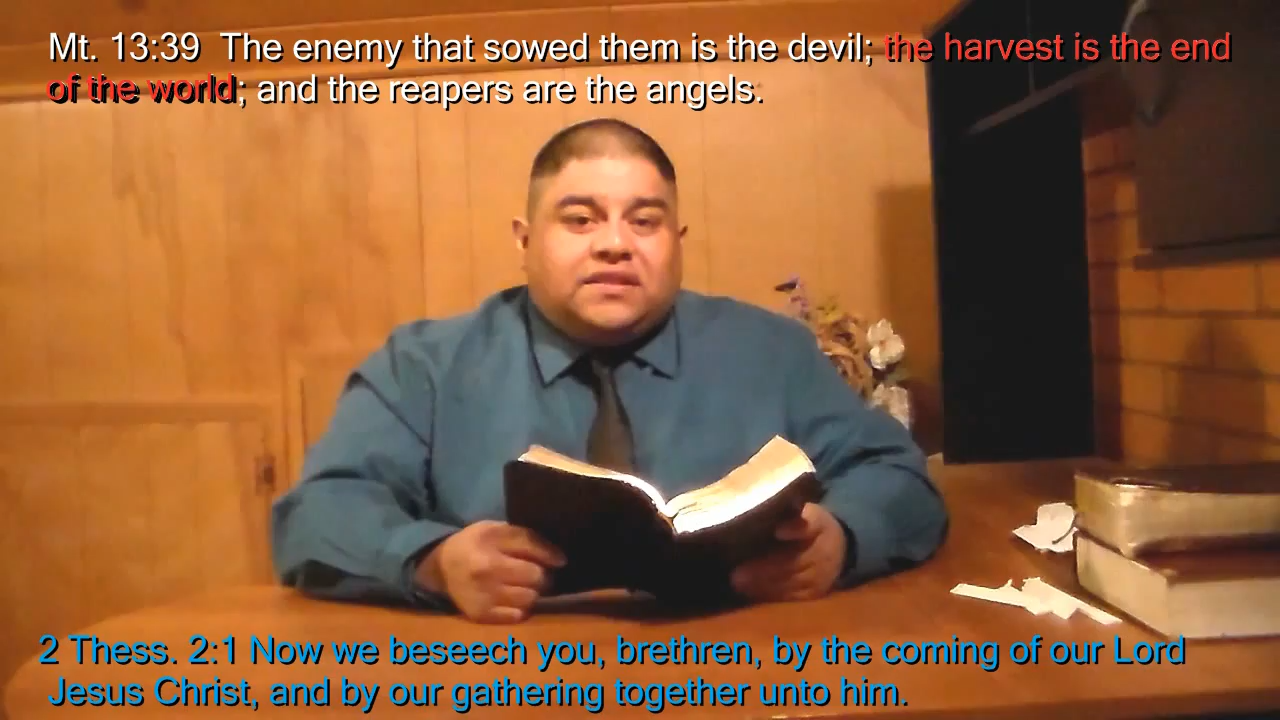 Mt. 13:39  The enemy that sowed them is the devil; the harvest is the end
of the world; and the reapers are the angels.
2 Thess. 2:1 Now we beseech you, brethren, by the coming of our Lord
Jesus Christ, and by our gathering together unto him.